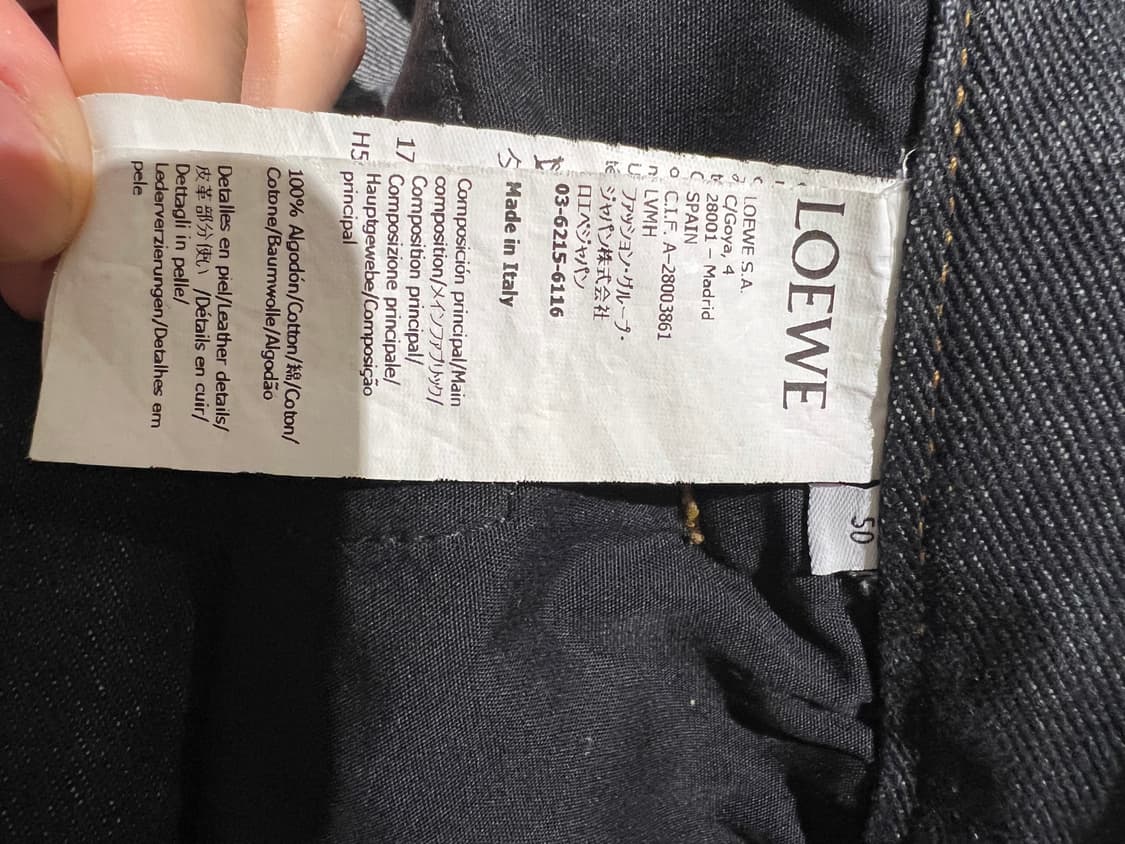 LOEWE
LOEWE S.A.
C/Goya, 4
28001 – Madrid
SPAIN
C.I.F. A-28003861
LVMH
ファッション・グループ・
ジャパン株式会社
ロエベジャパン
03-6215-6116
Made in Italy
Composición principal/Main
composition/メインファブリック/
Composition principal/
Composizione principale/
Hauptgewebe/Composição
principal
100% Algodón/Cotton/綿/Coton/
Cotone/Baumwolle/Algodão
Detalles en piel/Leather details/
皮革部分使い /Détails en cuir/
Dettagli in pelle/
Lederverzierungen/Detalhes em
pele
17
H5
50